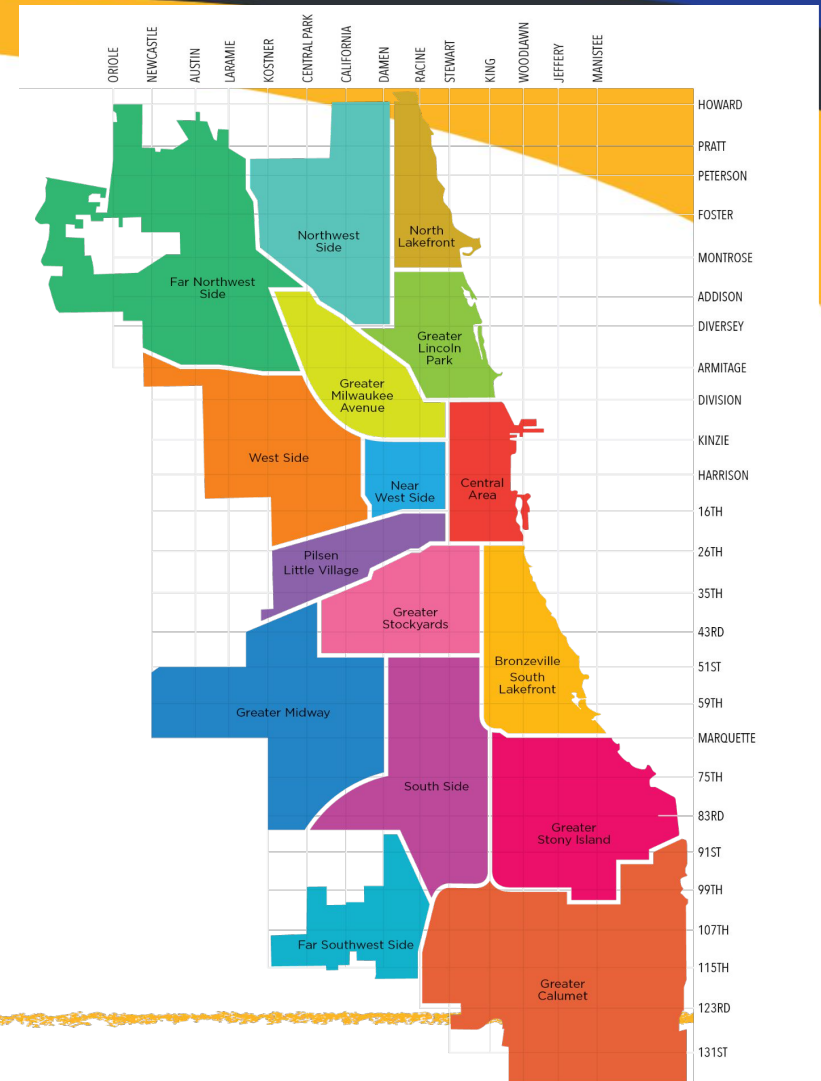 ORIOLE
NEWCASTLE
AUSTIN
LARAMIE
KOSTNER
CENTRAL PARK
CALIFORNIA
DAMEN
RACINE
STEWART
KING
WOODLAWN
JEFFERY
MANISTEE
HOWARD
PRATT
PETERSON
FOSTER
MONTROSE
ADDISON
DIVERSEY
ARMITAGE
DIVISION
KINZIE
HARRISON
16TH
26TH
35TH
43RD
51ST
59TH
MARQUETTE
75TH
83RD
91ST
99TH
107TH
115TH
123RD
131ST
North
Lakefront
Northwest
Side
Far Northwest
Side
Greater
Lincoln
Park
Greater
Milwaukee
Avenue
West Side
Near
West Side
Central
Area
Pilsen
Little Village
Greater
Stockyards
Bronzeville
South
Lakefront
Greater Midway
South Side
Greater
Stony Island
Far Southwest Side
Greater
Calumet